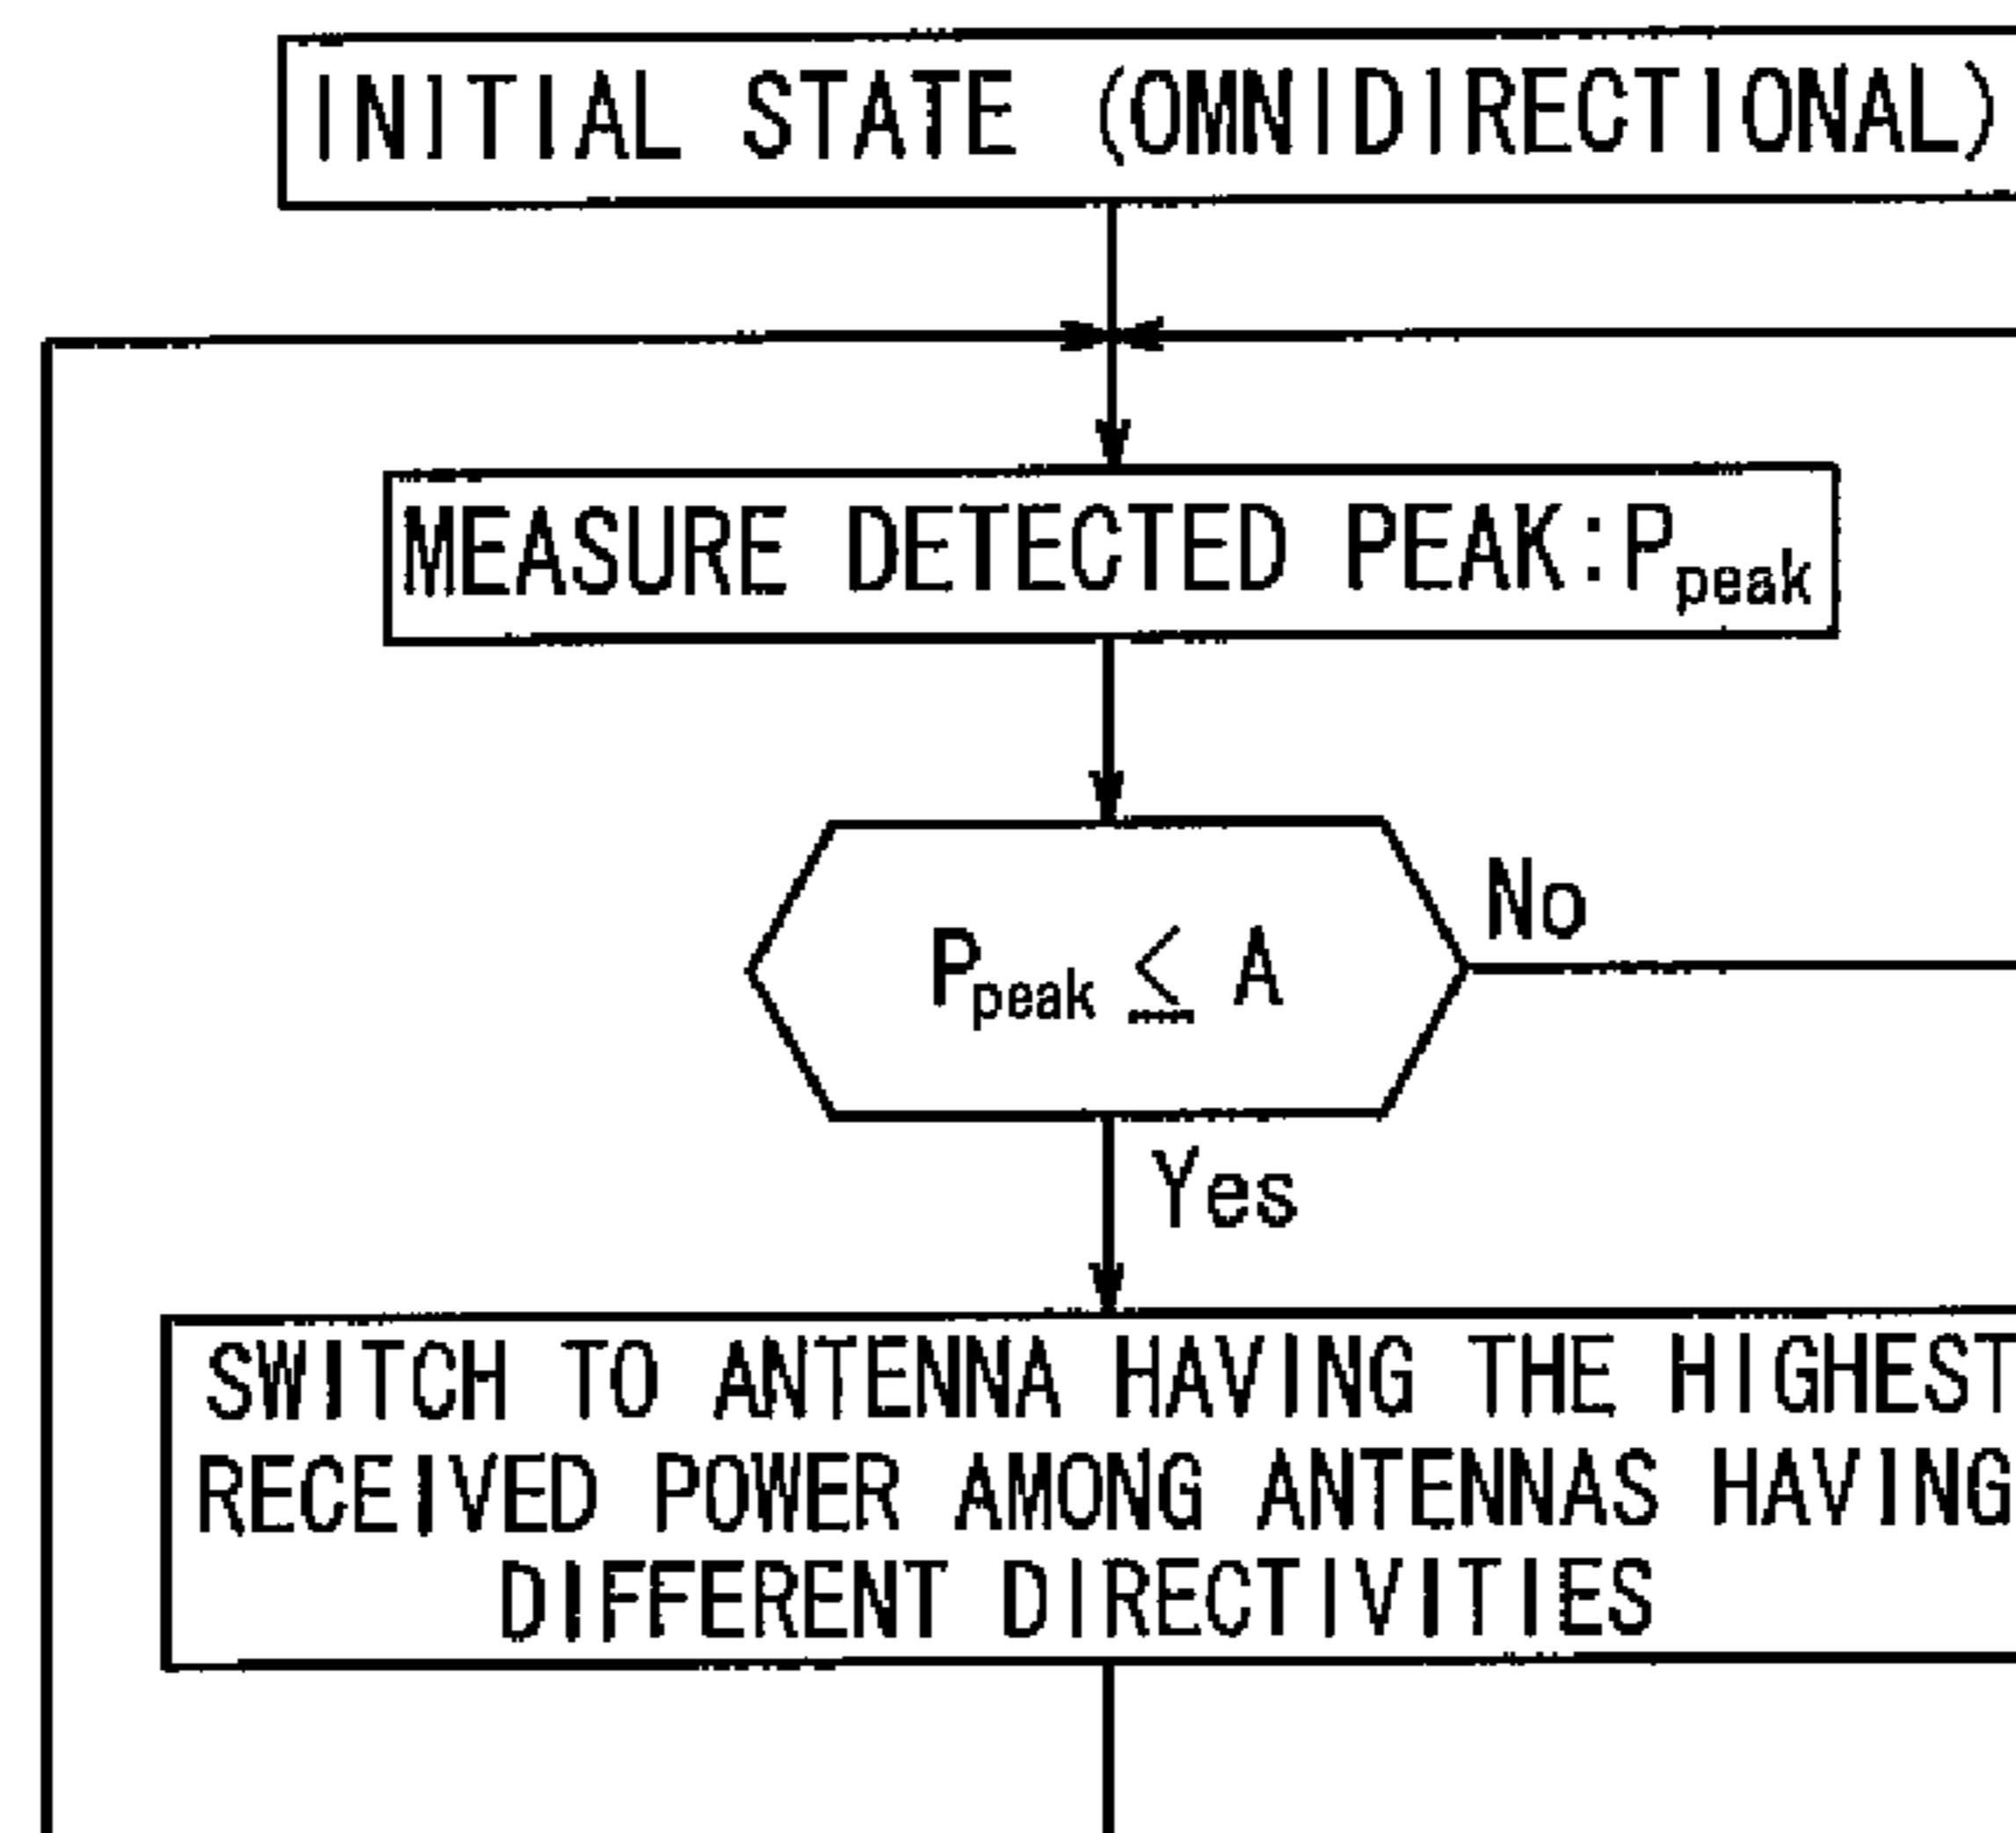 INITIAL STATE (OMNIDIRECTIONAL)
MEASURE DETECTED PEAK:Ppeak
Ppeak ≤ A
No
Yes
SWITCH TO ANTENNA HAVING THE HIGHEST
RECEIVED POWER AMONG ANTENNAS HAVING
DIFFERENT DIRECTIVITIES